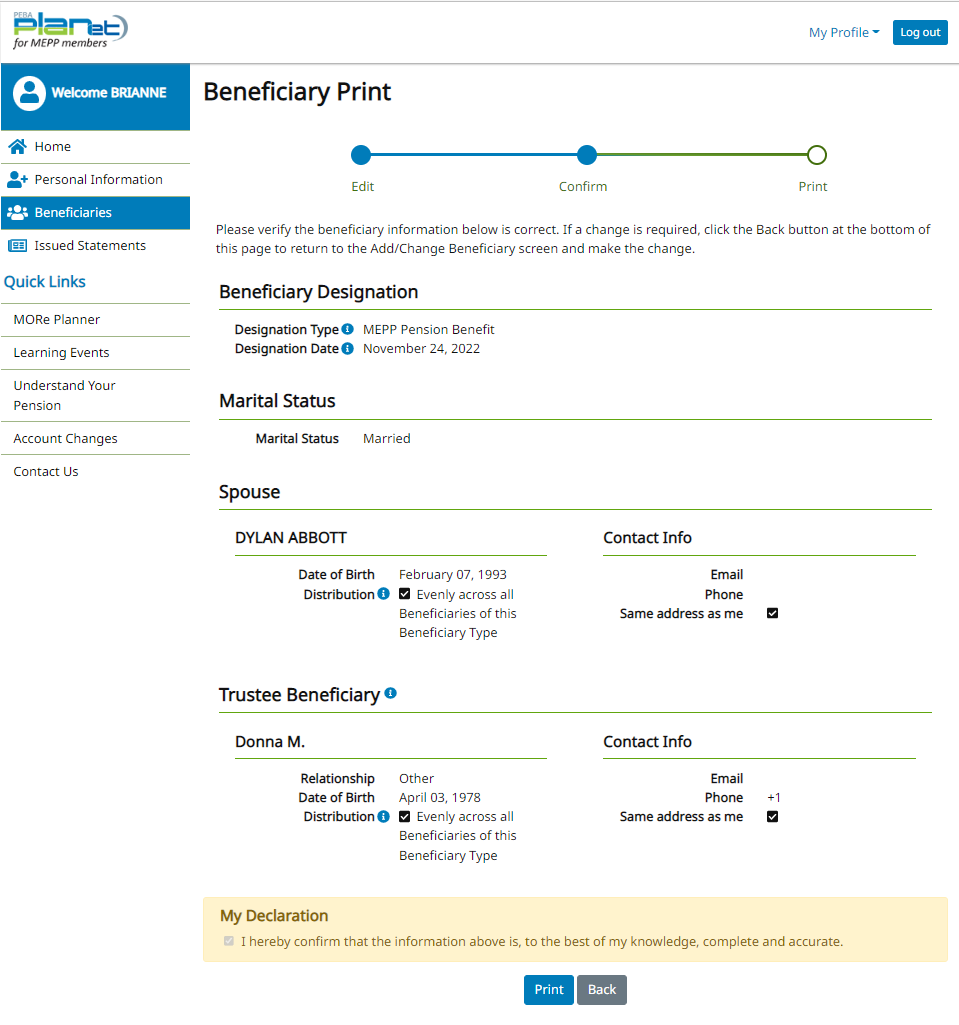 PEBA
planet
for MEPP members
My Profile
Log out
Welcome BRIANNE
Home
Personal Information
Beneficiaries
Issued Statements
Quick Links
MORe Planner
Learning Events
Understand Your
Pension
Account Changes
Contact Us
Beneficiary Print
Edit Confirm Print
Please verify the beneficiary information below is correct. If a change is required, click the Back button at the bottom of
this page to return to the Add/Change Beneficiary screen and make the change.
Beneficiary Designation
Designation Type MEPP Pension Benefit
Designation Date November 24, 2022
Marital Status
Marital Status Married
Spouse
DYLAN ABBOTT
Date of Birth February 07, 1993
Distribution Evenly across all
Beneficiaries of this
Beneficiary Type
Contact Info
Email
Phone
Same address as me
Trustee Beneficiary
Donna M.
Relationship Other
Date of Birth April 03, 1978
Distribution Evenly across all
Beneficiaries of this
Beneficiary Type
Contact Info
Email
Phone +1
Same address as me
My Declaration
I hereby confirm that the information above is, to the best of my knowledge, complete and accurate.
Print Back